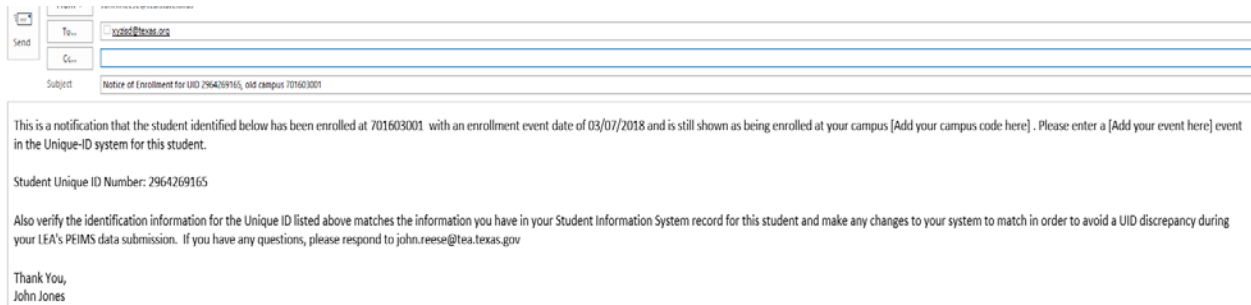 To...
xyzisd@texas.org
Send
Cc...
Subject
Notice of Enrollment for UID 2964269165, old campus 701603001
This is a notification that the student identified below has been enrolled at 701603001 with an enrollment event date of 03/07/2018 and is still shown as being enrolled at your campus [Add your campus code here] . Please enter a [Add your event here] event
in the Unique-ID system for this student.
Student Unique ID Number: 2964269165
Also verify the identification information for the Unique ID listed above matches the information you have in your Student Information System record for this student and make any changes to your system to match in order to avoid a UID discrepancy during
your LEA's PEIMS data submission. If you have any questions, please respond to john.reese@tea.texas.gov
Thank You,
John Jones